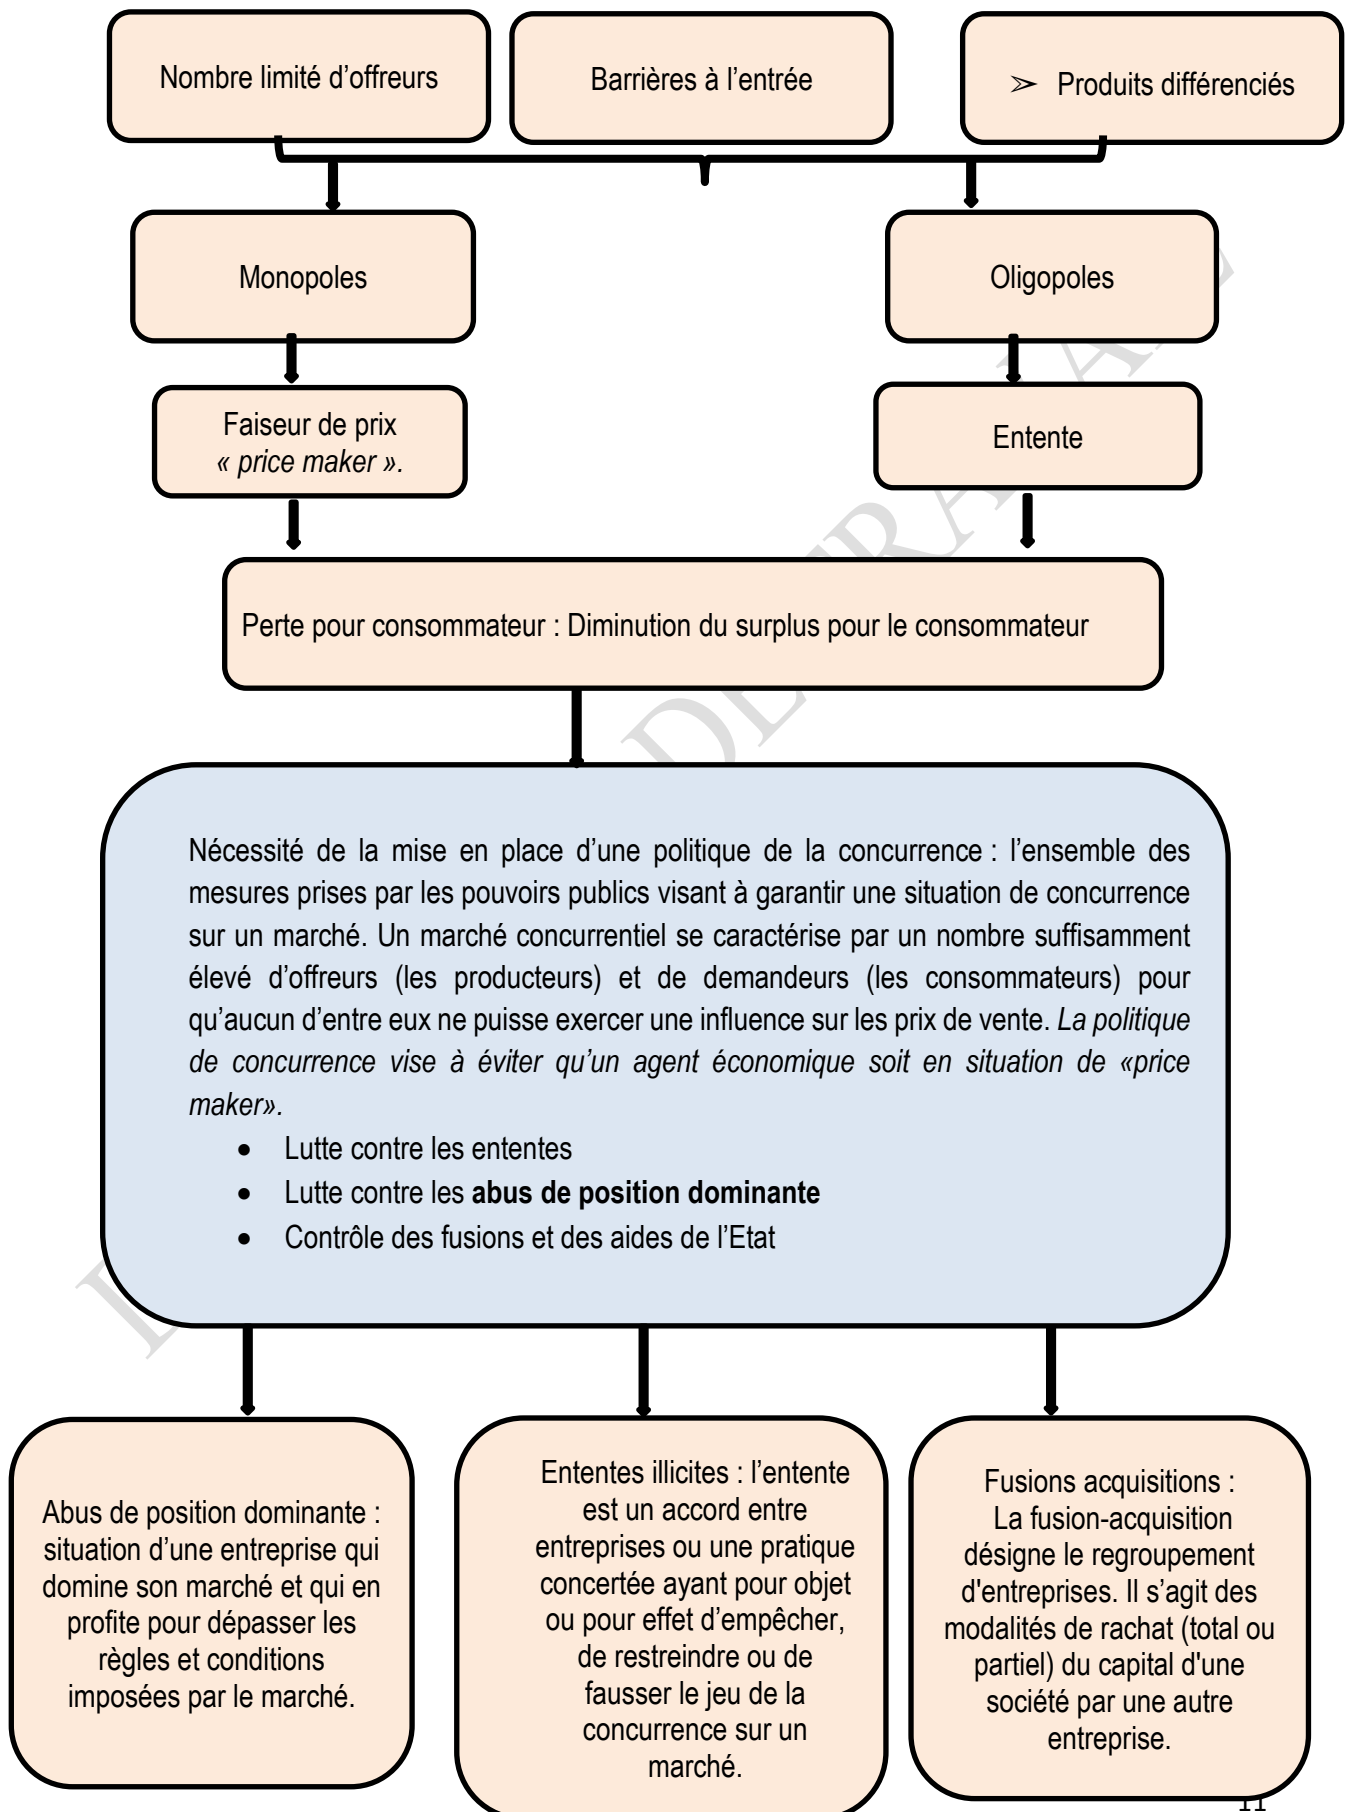 Nombre limité d’offreurs
Barrières à l’entrée
➢ Produits différenciés
Monopoles
Oligopoles
Faiseur de prix
« price maker ».
Entente
Perte pour consommateur : Diminution du surplus pour le consommateur
Nécessité de la mise en place d’une politique de la concurrence : l’ensemble des
mesures prises par les pouvoirs publics visant à garantir une situation de concurrence
sur un marché. Un marché concurrentiel se caractérise par un nombre suffisamment
élevé d’offreurs (les producteurs) et de demandeurs (les consommateurs) pour
qu’aucun d’entre eux ne puisse exercer une influence sur les prix de vente. La politique
de concurrence vise à éviter qu’un agent économique soit en situation de «price
maker».
• Lutte contre les ententes
• Lutte contre les abus de position dominante
• Contrôle des fusions et des aides de l’Etat
Abus de position dominante :
situation d’une entreprise qui
domine son marché et qui en
profite pour dépasser les
règles et conditions
imposées par le marché.
Ententes illicites : l’entente
est un accord entre
entreprises ou une pratique
concertée ayant pour objet
ou pour effet d’empêcher,
de restreindre ou de
fausser le jeu de la
concurrence sur un
marché.
Fusions acquisitions :
La fusion-acquisition
désigne le regroupement
d'entreprises. Il s’agit des
modalités de rachat (total ou
partiel) du capital d'une
société par une autre
entreprise.
11